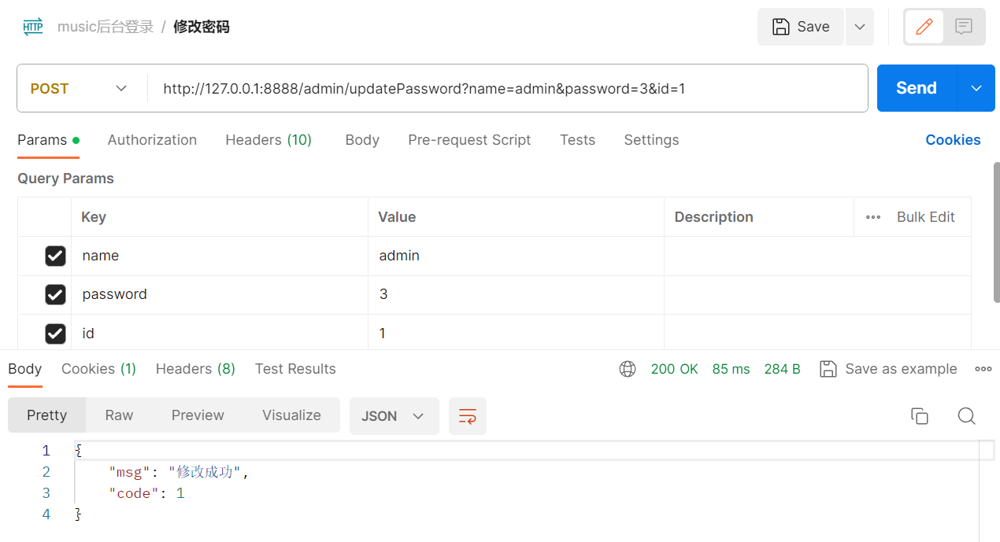 HTTP music后台登录 / 修改密码 Save
POST http://127.0.0.1:8888/admin/updatePassword?name=admin&password=3&id=1 Send
Params Authorization Headers (10) Body Pre-request Script Tests Settings Cookies
Query Params
Key Value Description Bulk Edit
name admin
password 3
id 1
Body Cookies (1) Headers (8) Test Results 200 OK 85 ms 284 B Save as example
Pretty Raw Preview Visualize JSON
1 {
2 "msg": "修改成功",
3 "code": 1
4 }